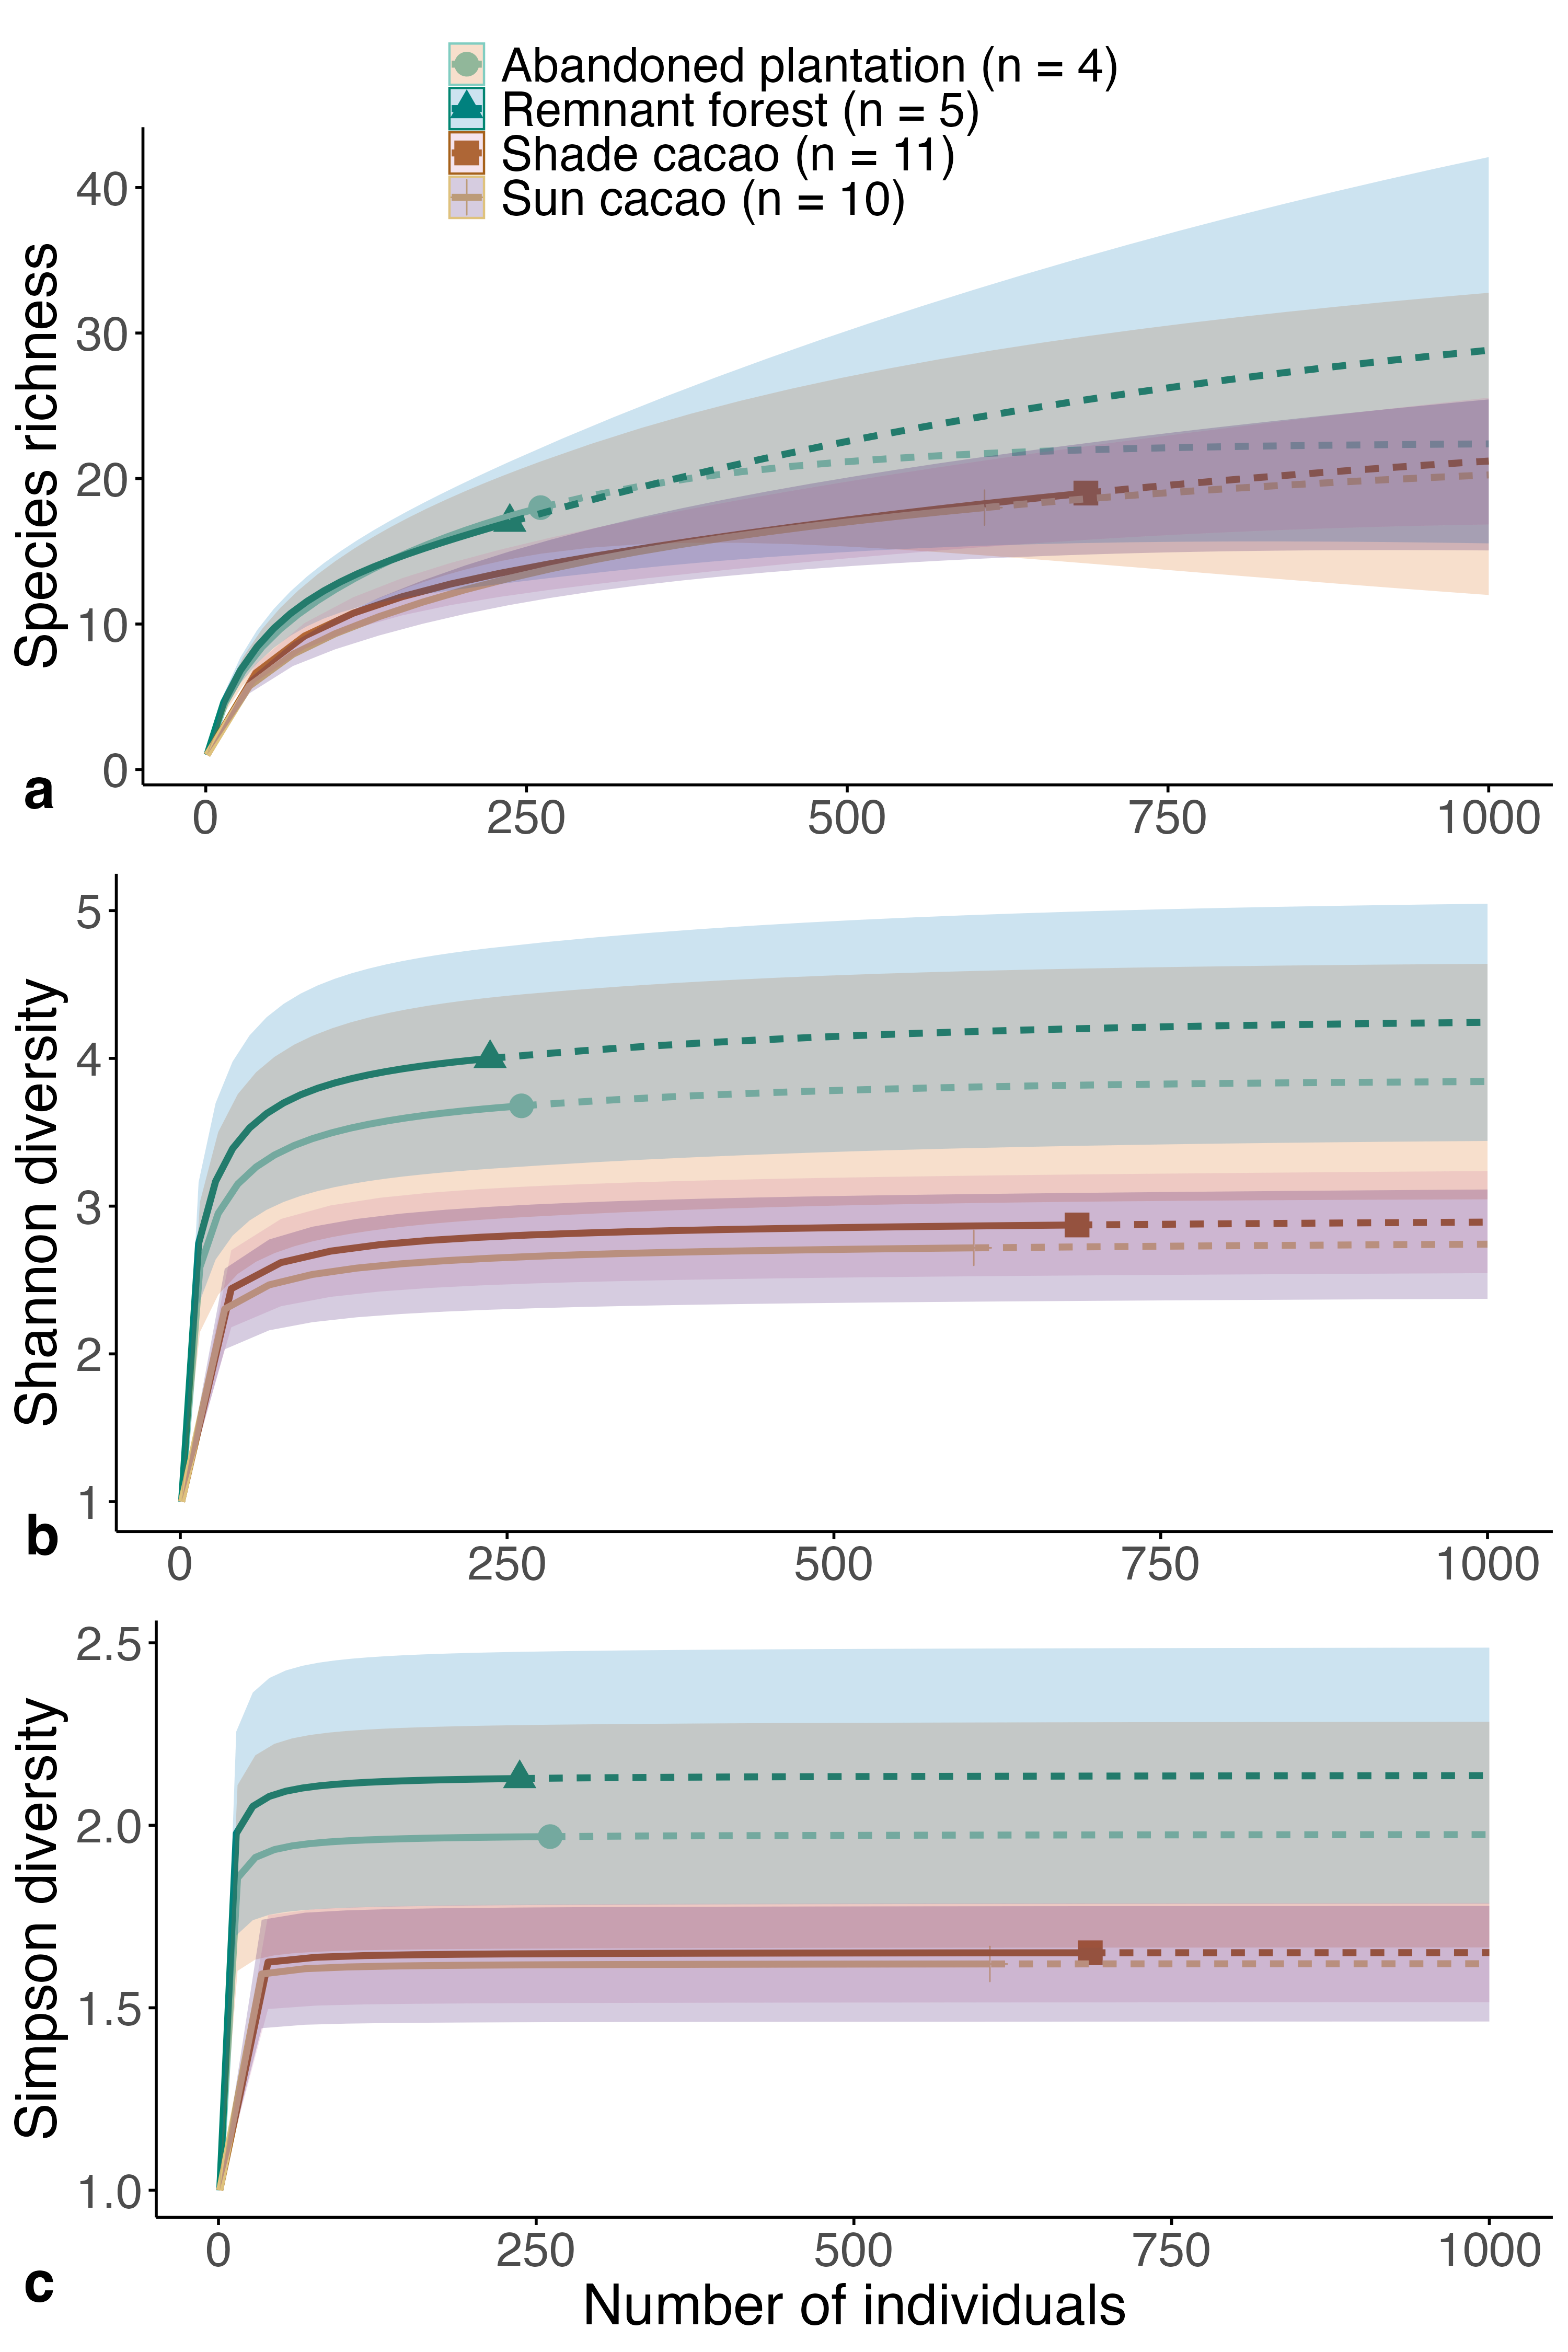 Abandoned plantation (n = 4)
Remnant forest (n = 5)
Shade cacao (n = 11)
Sun cacao (n = 10)
Species richness
40
30
20
10
0
a
0 250 500 750 1000
Shannon diversity
5
4
3
2
1
b
0 250 500 750 1000
Simpson diversity
2.5
2.0
1.5
1.0
c
0 250 500 750 1000
Number of individuals